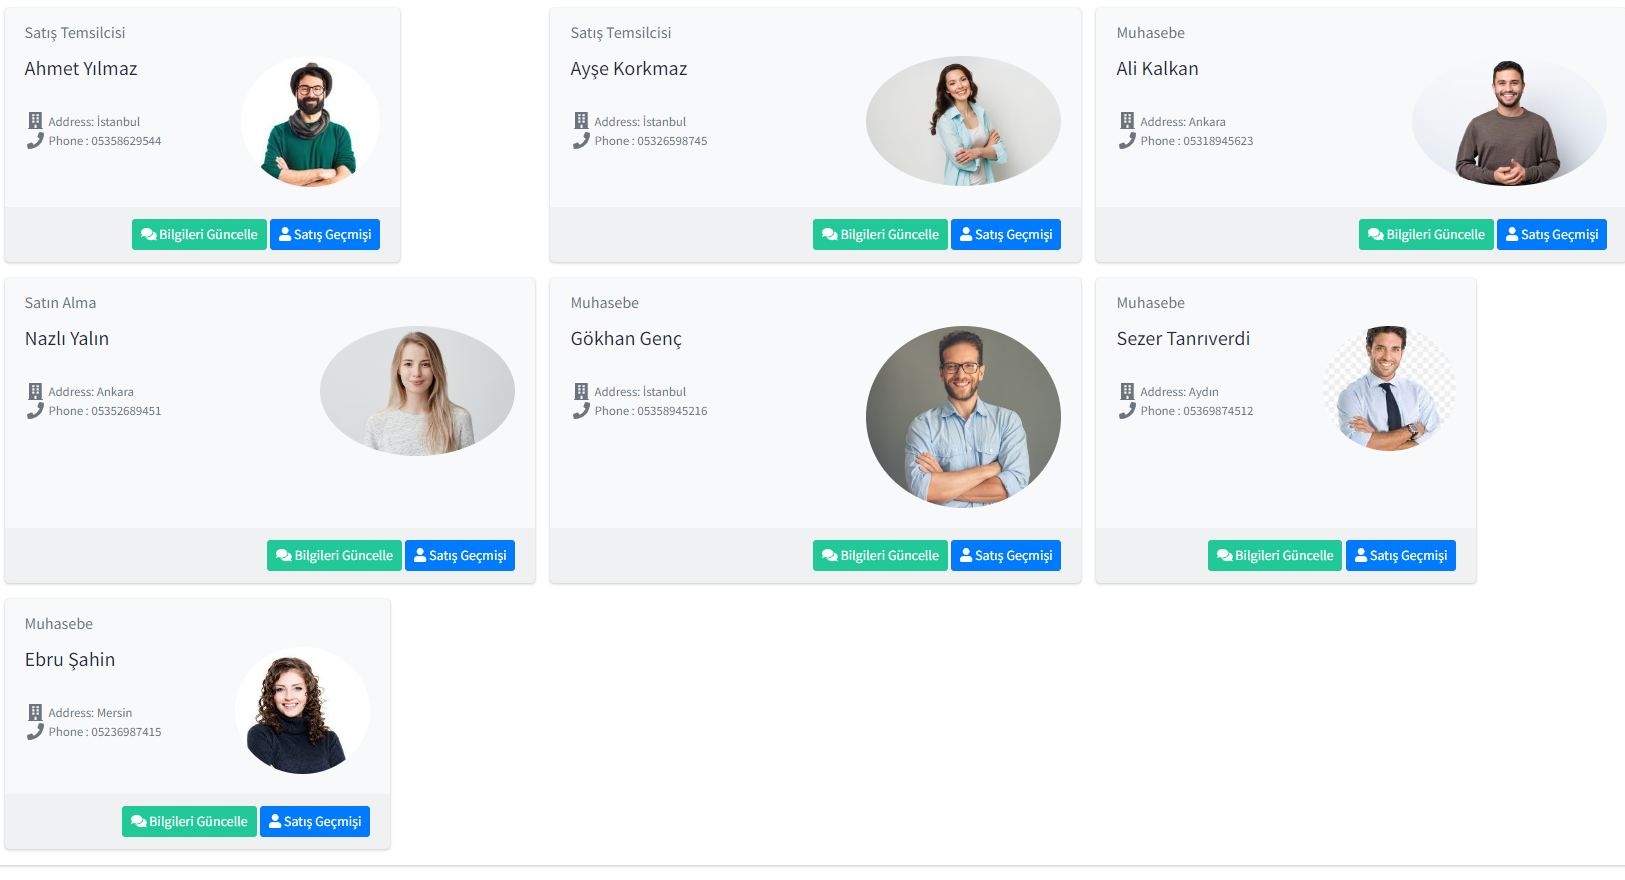 Satış Temsilcisi
Ahmet Yılmaz
Address: İstanbul
Phone : 05358629544
Bilgileri Güncelle
Satış Geçmişi
Satış Temsilcisi
Ayşe Korkmaz
Address: İstanbul
Phone : 05326598745
Bilgileri Güncelle
Satış Geçmişi
Muhasebe
Ali Kalkan
Address: Ankara
Phone : 05318945623
Bilgileri Güncelle
Satış Geçmişi
Satın Alma
Nazlı Yalın
Address: Ankara
Phone : 05352689451
Bilgileri Güncelle
Satış Geçmişi
Muhasebe
Gökhan Genç
Address: İstanbul
Phone : 05358945216
Bilgileri Güncelle
Satış Geçmişi
Muhasebe
Sezer Tanrıverdi
Address: Aydın
Phone : 05369874512
Bilgileri Güncelle
Satış Geçmişi
Muhasebe
Ebru Şahin
Address: Mersin
Phone : 05236987415
Bilgileri Güncelle
Satış Geçmişi